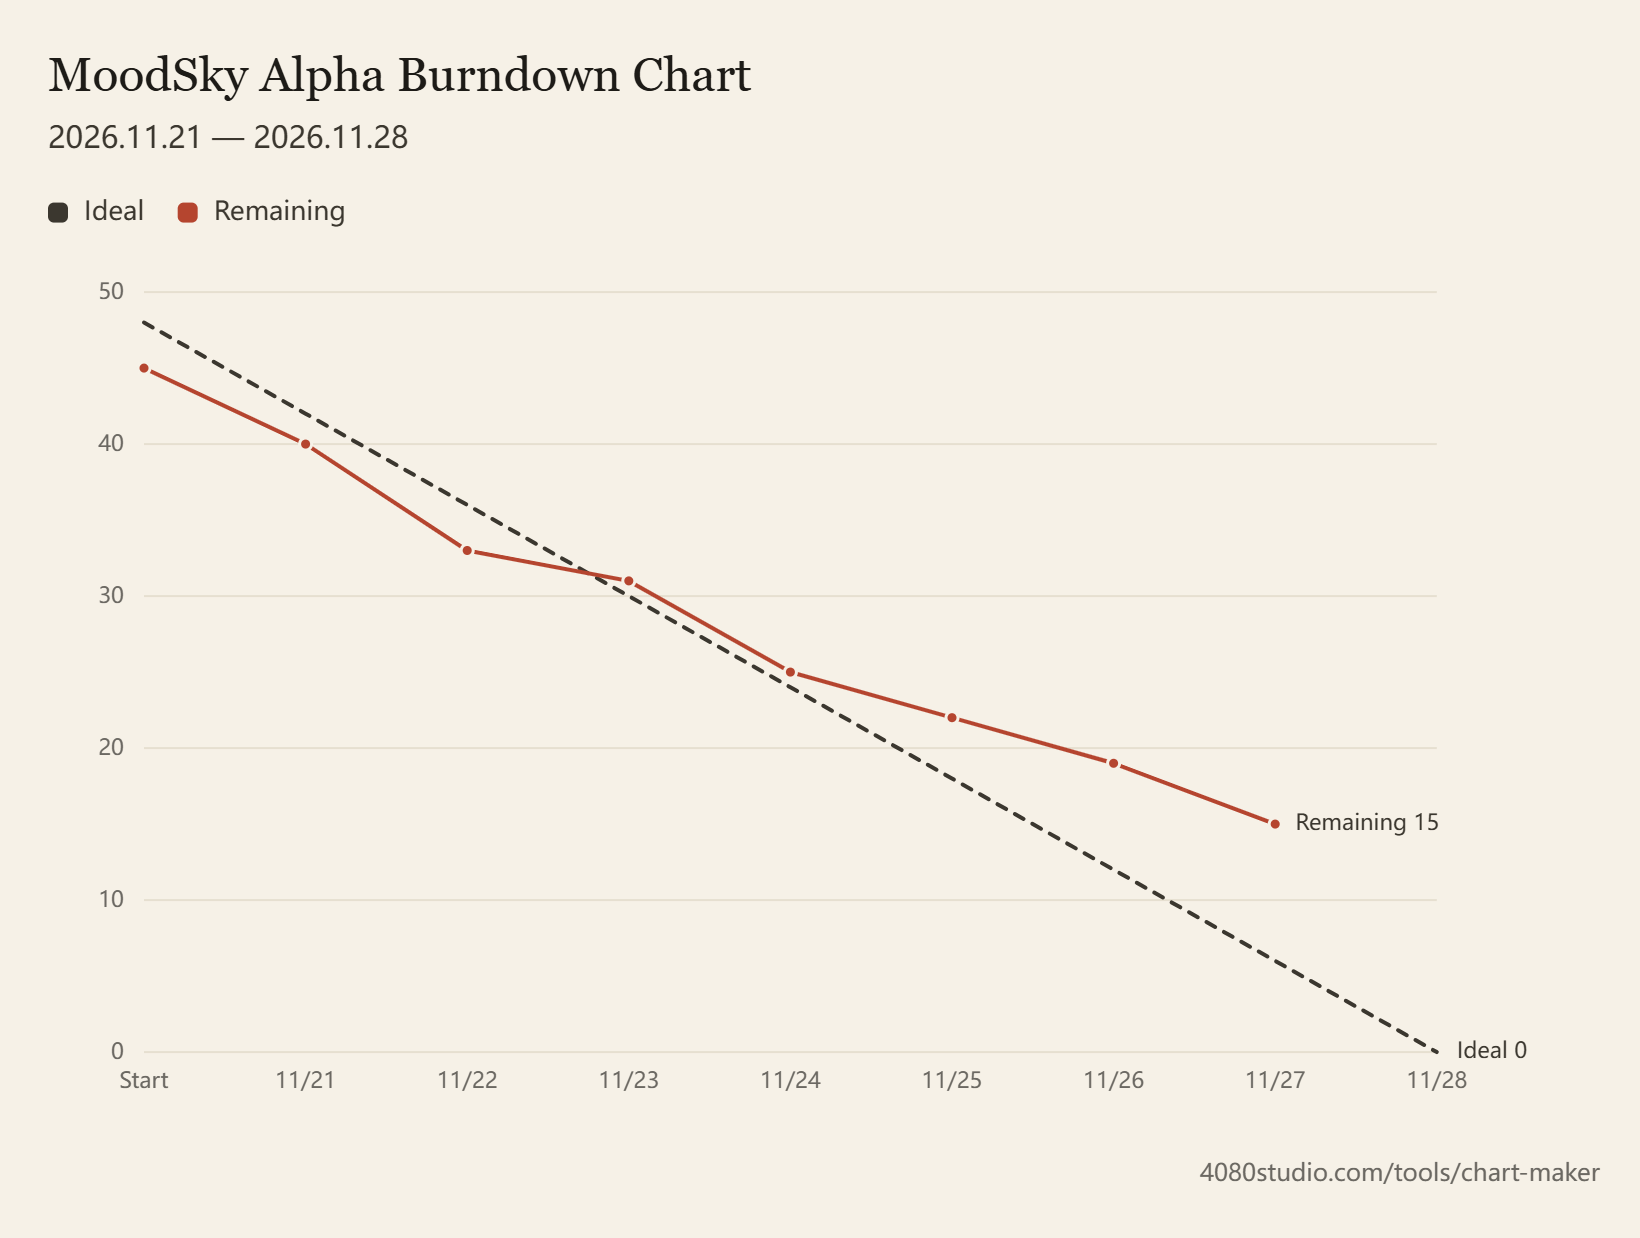 MoodSky Alpha Burndown Chart
2026.11.21 — 2026.11.28
Ideal Remaining
50
40
30
20
10
0
Remaining 15
Ideal 0
Start 11/21 11/22 11/23 11/24 11/25 11/26 11/27 11/28
4080studio.com/tools/chart-maker